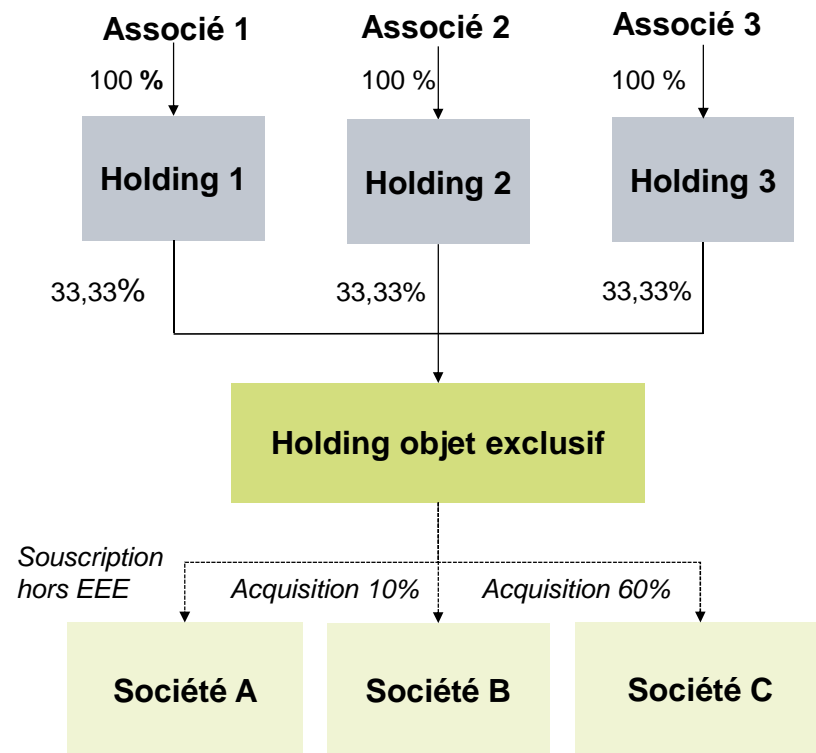 Associé 1
Associé 2
Associé 3
100 %
100 %
100 %
Holding 1
Holding 2
Holding 3
33,33%
33,33%
33,33%
Holding objet exclusif
Souscription
hors EEE
Acquisition 10%
Acquisition 60%
Société A
Société B
Société C